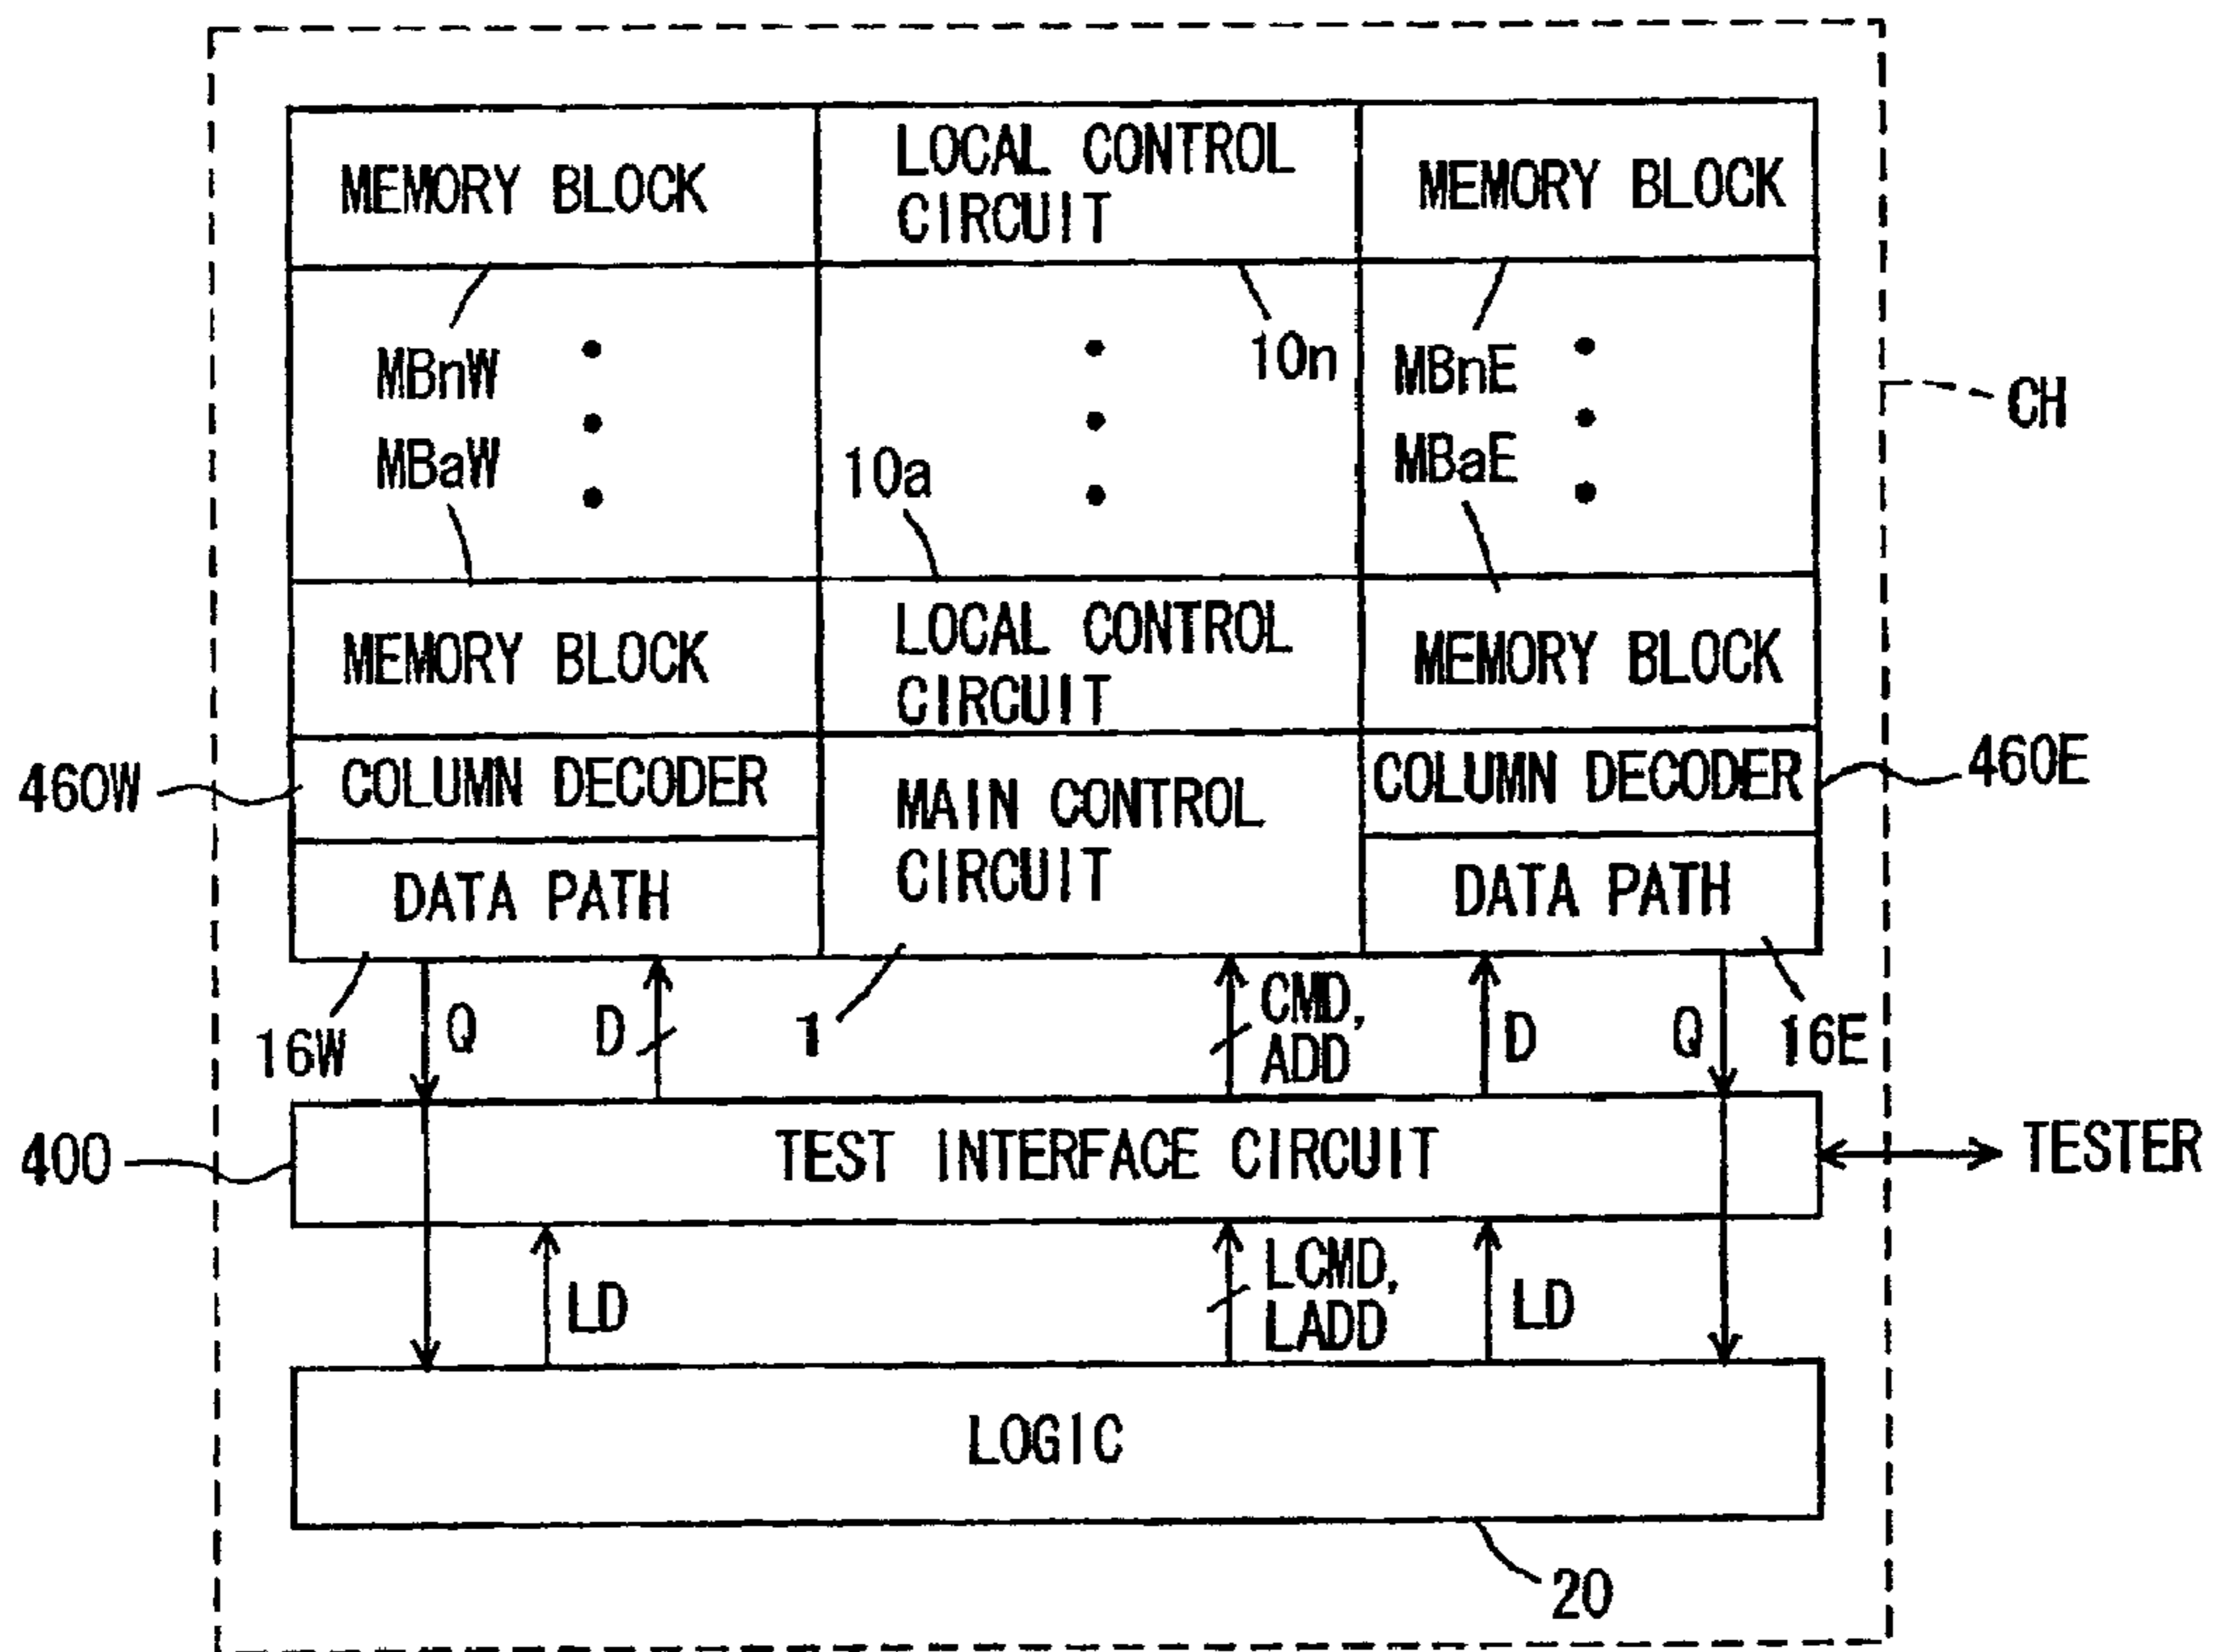 MEMORY BLOCK
LOCAL CONTROL
CIRCUIT
MEMORY BLOCK
MBnW
10n
MBnE
CH
MBaW
10a
MBaE
MEMORY BLOCK
LOCAL CONTROL
CIRCUIT
MEMORY BLOCK
460W
COLUMN DECODER
MAIN CONTROL
CIRCUIT
COLUMN DECODER
460E
DATA PATH
DATA PATH
16W
Q
D
1
CMD,
ADD
D
Q
16E
400
TEST INTERFACE CIRCUIT
TESTER
LD
LCMD,
LADD
LD
LOGIC
20